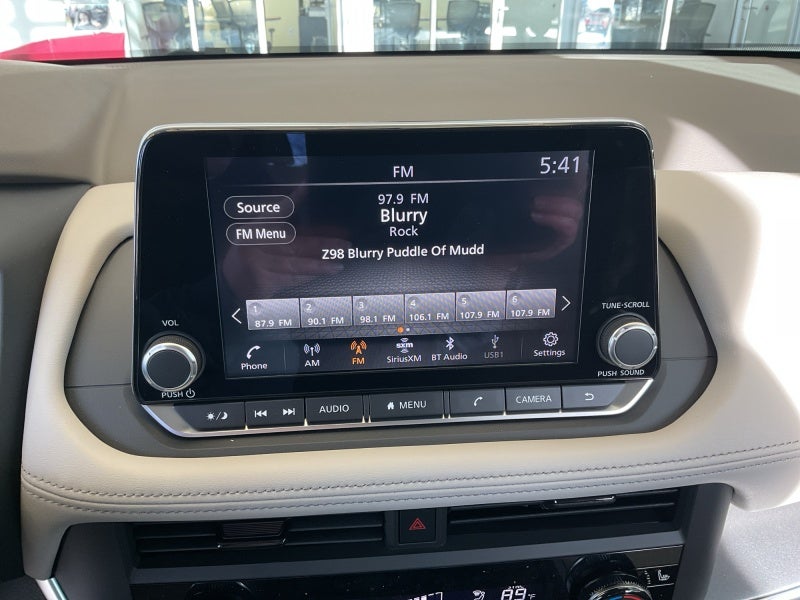 FM 5:41
97.9 FM
Source Blurry
FM Menu Rock
Z98 Blurry Puddle Of Mudd
1 2 3 4 5 6
87.9 FM 90.1 FM 98.1 FM 106.1 FM 107.9 FM 107.9 FM
TUNE·SCROLL
VOL
sxm
Phone AM FM SiriusXM BT Audio USB1 Settings
PUSH PUSH SOUND
AUDIO MENU CAMERA
89°F